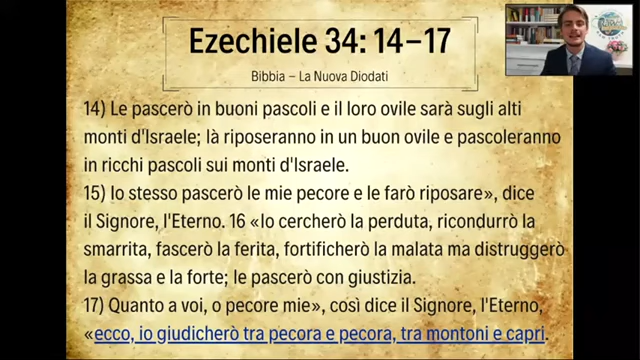 Ezechiele 34: 14–17
Bibbia – La Nuova Diodati
14) Le pascerò in buoni pascoli e il loro ovile sarà sugli alti
monti d'Israele; là riposeranno in un buon ovile e pascoleranno
in ricchi pascoli sui monti d'Israele.
15) Io stesso pascerò le mie pecore e le farò riposare», dice
il Signore, l'Eterno. 16 «Io cercherò la perduta, ricondurrò la
smarrita, fascerò la ferita, fortificherò la malata ma distruggerò
la grassa e la forte; le pascerò con giustizia.
17) Quanto a voi, o pecore mie», così dice il Signore, l'Eterno,
«ecco, io giudicherò tra pecora e pecora, tra montoni e capri.